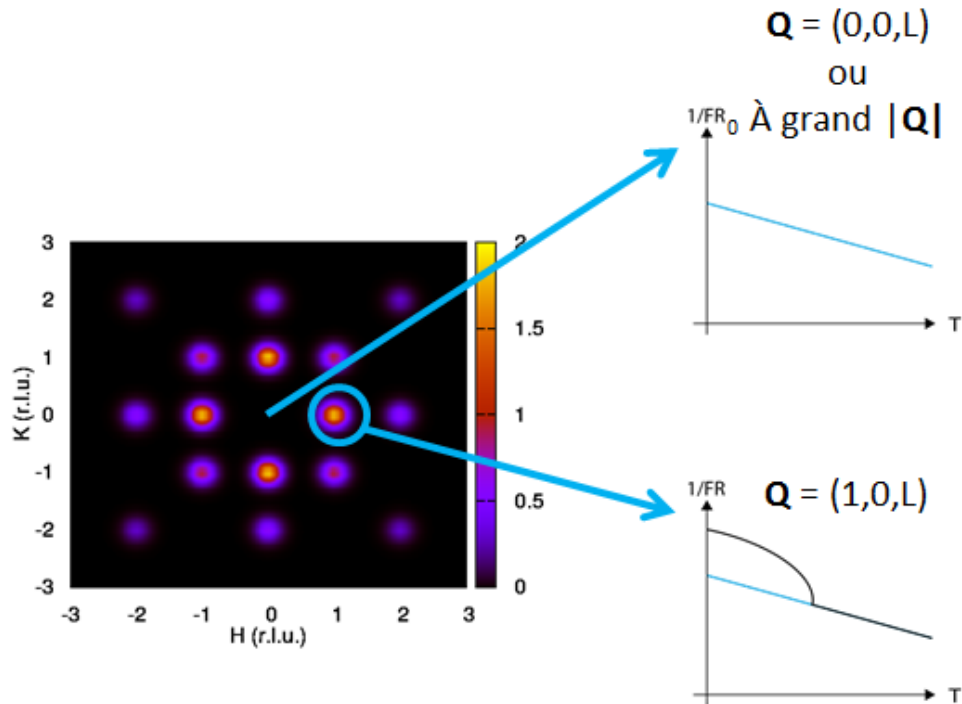 Q = (0,0,L)
ou
1/FR₀ À grand |Q|
T
3
2
1
0
-1
-2
-3
K (r.l.u.)
-3 -2 -1 0 1 2 3
H (r.l.u.)
2
1.5
1
0.5
0
1/FR Q = (1,0,L)
T